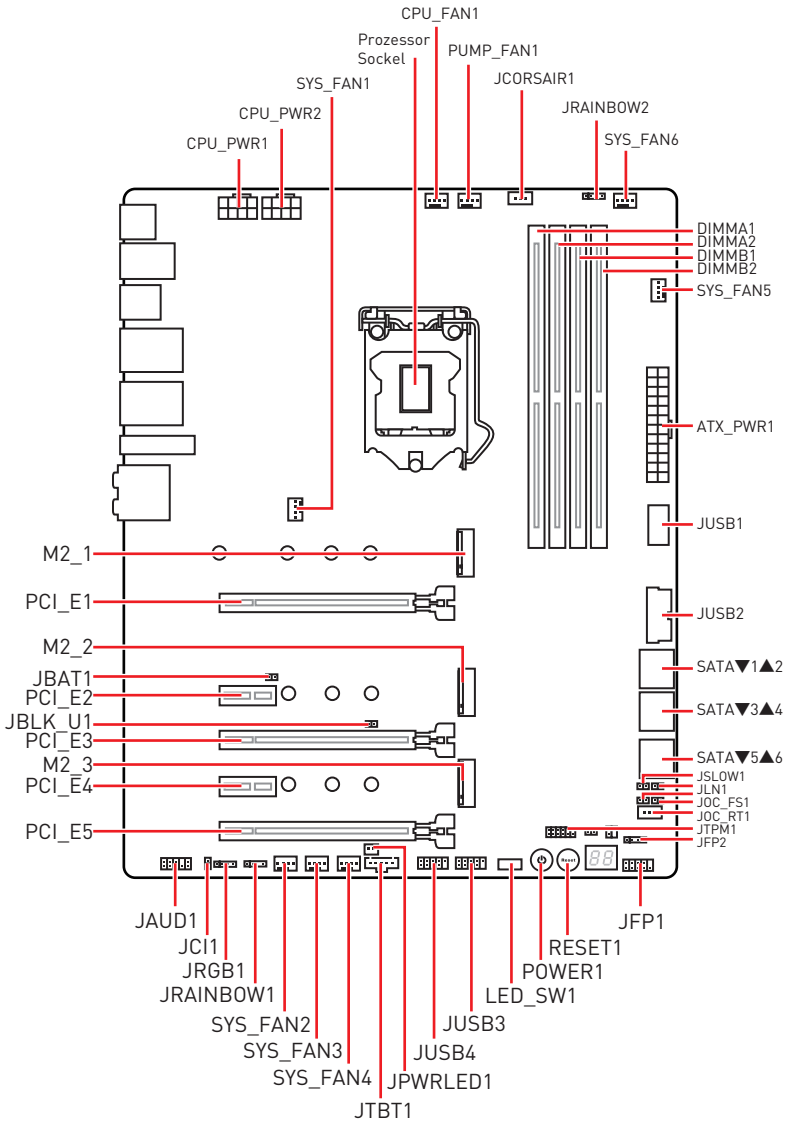 CPU_FAN1
Prozessor
Sockel
PUMP_FAN1
SYS_FAN1
JCORSAIR1
CPU_PWR2
JRAINBOW2
CPU_PWR1
SYS_FAN6
DIMMA1
DIMMA2
DIMMB1
DIMMB2
SYS_FAN5
ATX_PWR1
JUSB1
M2_1
PCI_E1
JUSB2
M2_2
SATA▼1▲2
JBAT1
PCI_E2
SATA▼3▲4
JBLK_U1
PCI_E3
SATA▼5▲6
M2_3
JSLOW1
PCI_E4
JLN1
JOC_FS1
JOC_RT1
JTPM1
PCI_E5
JFP2
Reset
88
JAUD1
JFP1
JCI1
RESET1
JRGB1
POWER1
JRAINBOW1
LED_SW1
SYS_FAN2
JUSB3
SYS_FAN3
JUSB4
SYS_FAN4
JPWRLED1
JTBT1